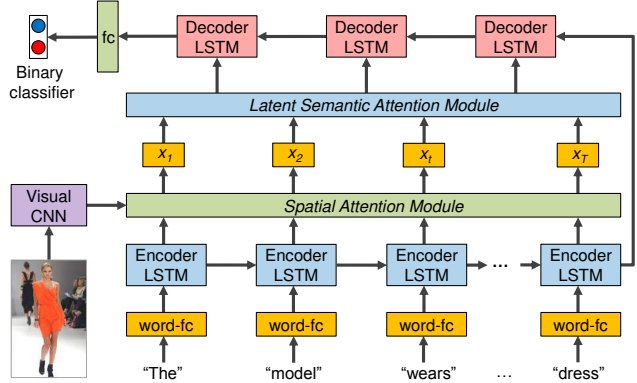 Binary
classifier
fc
Decoder
LSTM
Decoder
LSTM
Decoder
LSTM
Latent Semantic Attention Module
x1
x2
xt
xT
Visual
CNN
Spatial Attention Module
Encoder
LSTM
Encoder
LSTM
Encoder
LSTM
...
Encoder
LSTM
word-fc
word-fc
word-fc
word-fc
“The”
“model”
“wears”
...
“dress”